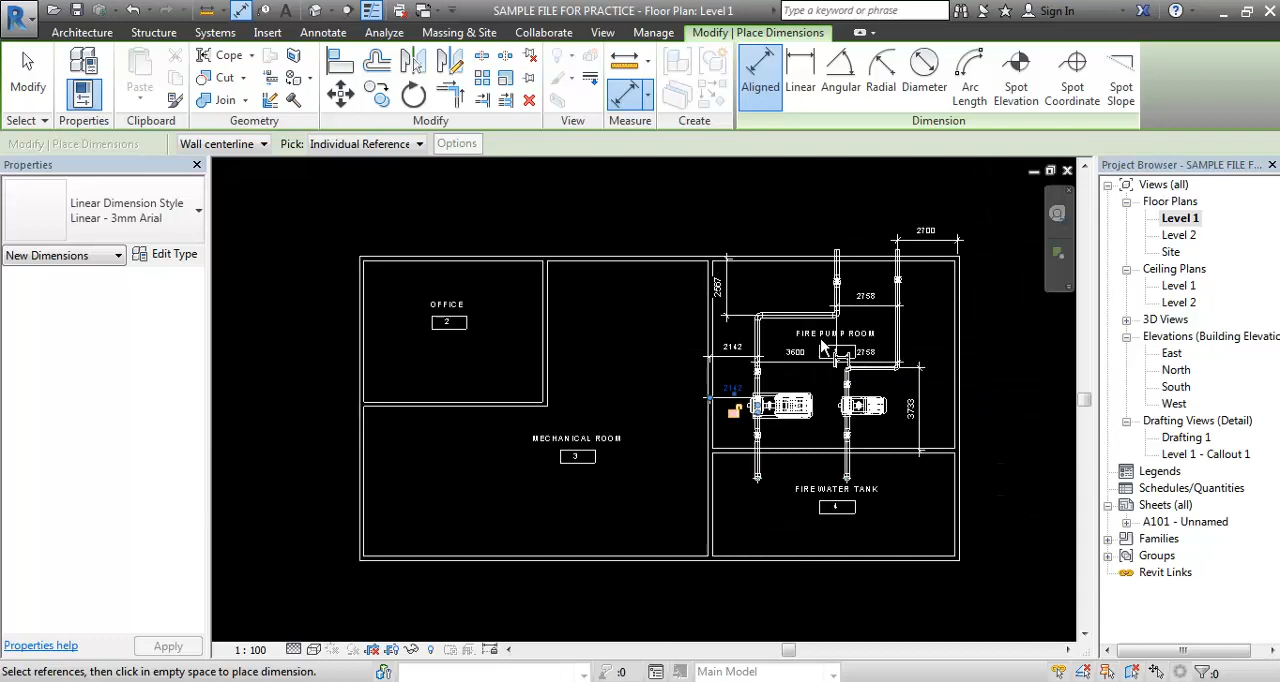 SAMPLE FILE FOR PRACTICE - Floor Plan: Level 1
Type a keyword or phrase
Sign In
Architecture
Structure
Systems
Insert
Annotate
Analyze
Massing & Site
Collaborate
View
Manage
Modify | Place Dimensions
Modify
Paste
Cope
Cut
Join
Aligned
Linear
Angular
Radial
Diameter
Arc
Length
Spot
Elevation
Spot
Coordinate
Spot
Slope
Select
Properties
Clipboard
Geometry
Modify
View
Measure
Create
Dimension
Modify | Place Dimensions
Wall centerline
Pick:
Individual Reference
Options
Properties
Linear Dimension Style
Linear - 3mm Arial
New Dimensions
Edit Type
Properties help
Apply
2700
2567
2758
OFFICE
2
FIRE PUMP ROOM
2142
3600
2758
2142
3733
MECHANICAL ROOM
3
FIRE WATER TANK
4
Project Browser - SAMPLE FILE F...
Views (all)
Floor Plans
Level 1
Level 2
Site
Ceiling Plans
Level 1
Level 2
3D Views
Elevations (Building Elevatio
East
North
South
West
Drafting Views (Detail)
Drafting 1
Level 1 - Callout 1
Legends
Schedules/Quantities
Sheets (all)
A101 - Unnamed
Families
Groups
Revit Links
1 : 100
Select references, then click in empty space to place dimension.
:0
Main Model
:0